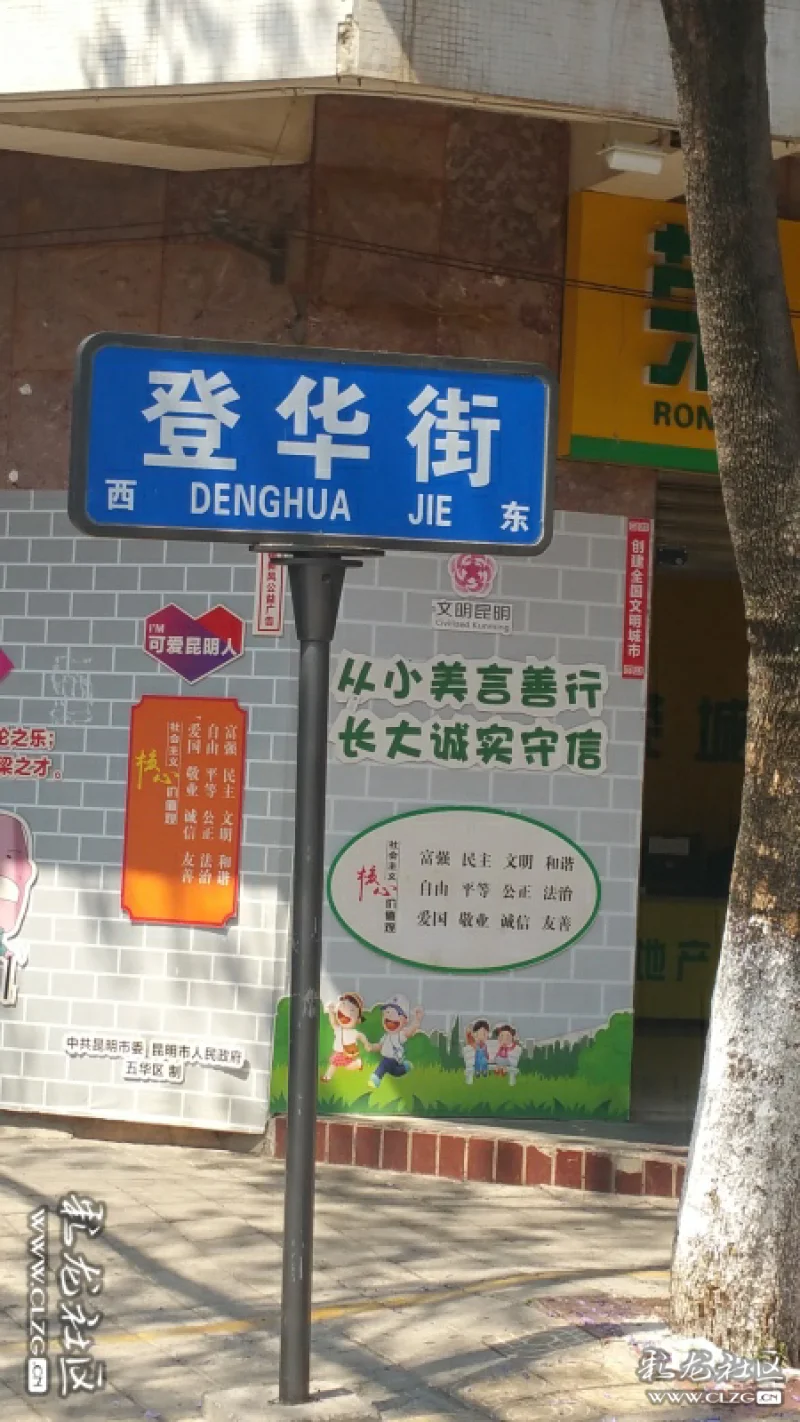 登华街
西 DENGHUA JIE 东
RON
创建全国文明城市
文明昆明
Civilized Kunming
I'M
可爱昆明人
从小美言善行
长大诚实守信
之乐；
梁之才。
社会主义
核心
价值观
富强 民主 文明 和谐
自由 平等 公正 法治
爱国 敬业 诚信 友善
社会主义
核心
价值观
富强 民主 文明 和谐
自由 平等 公正 法治
爱国 敬业 诚信 友善
城
地产
中共昆明市委 昆明市人民政府
五华区 制
彩龙社区
WWW.CLZG.CN
彩龙社区
WWW.CLZG.CN